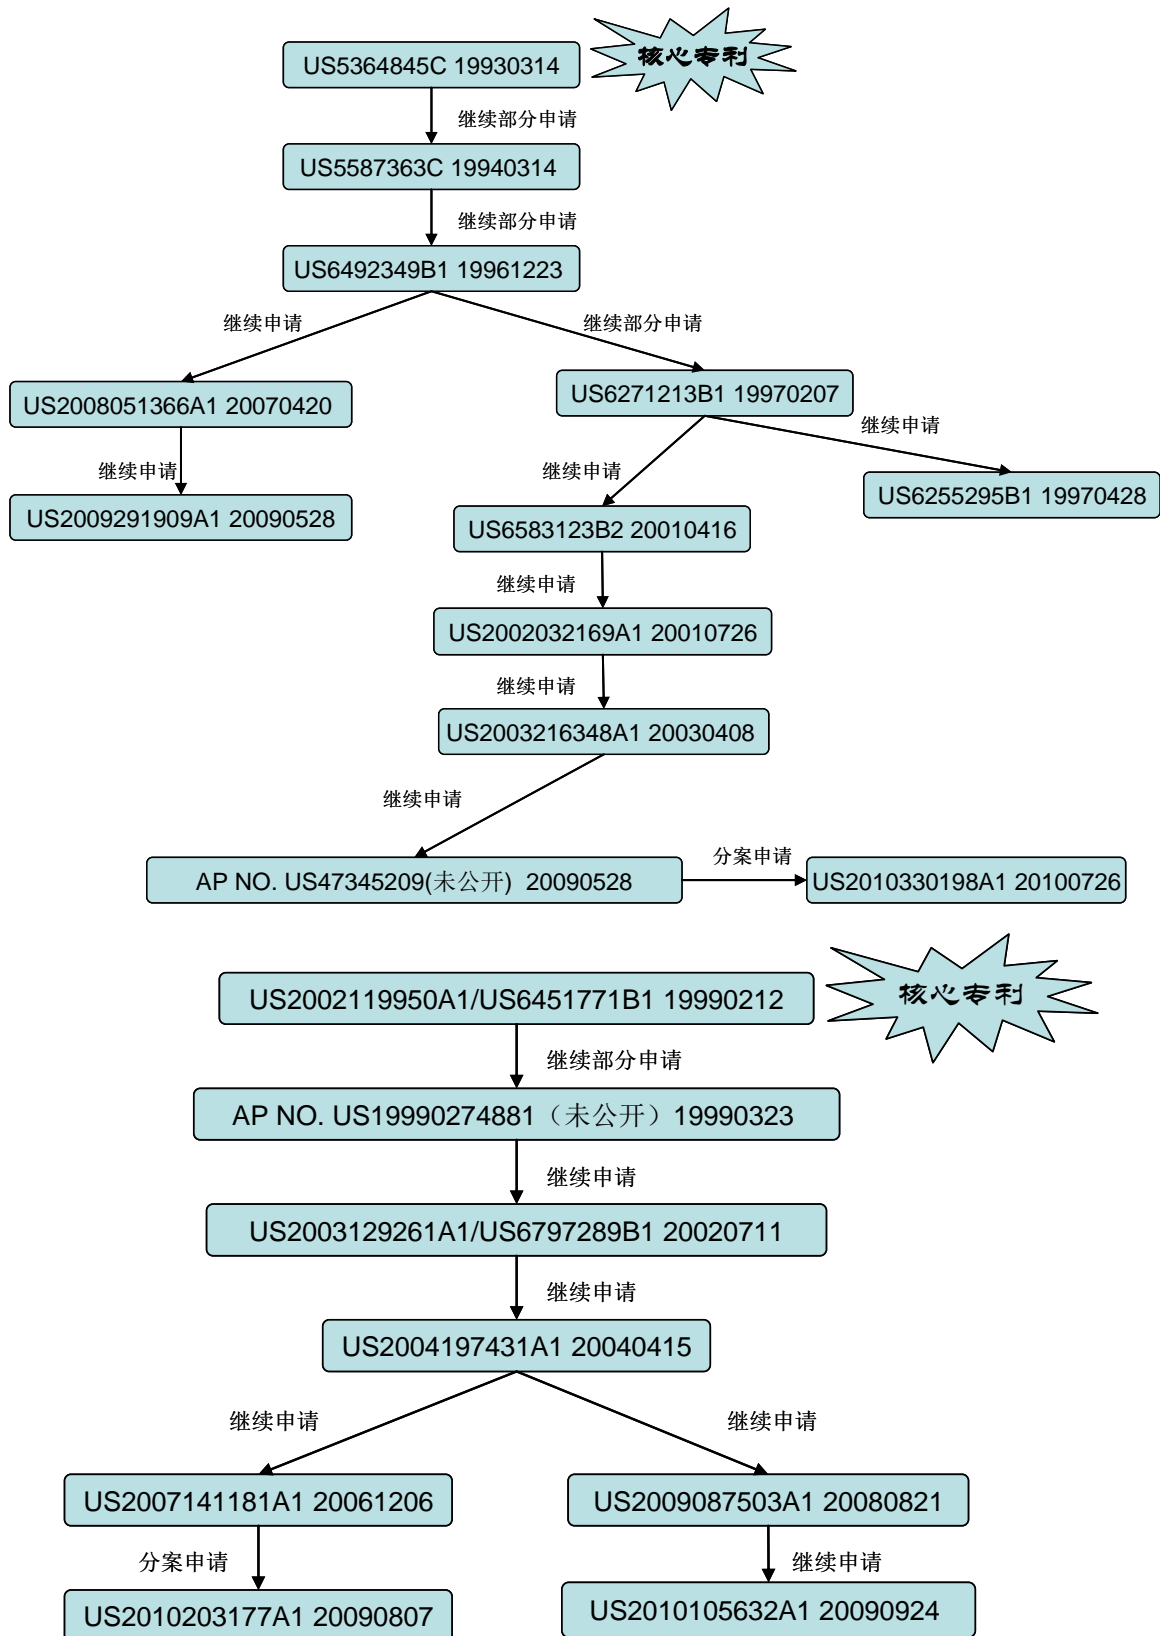 US5364845C 19930314
核心专利
继续部分申请
US5587363C 19940314
继续部分申请
US6492349B1 19961223
继续申请
继续部分申请
US2008051366A1 20070420
US6271213B1 19970207
继续申请
继续申请
继续申请
US2009291909A1 20090528
US6255295B1 19970428
US6583123B2 20010416
继续申请
US2002032169A1 20010726
继续申请
US2003216348A1 20030408
继续申请
AP NO. US47345209(未公开) 20090528
分案申请
US2010330198A1 20100726
US2002119950A1/US6451771B1 19990212
核心专利
继续部分申请
AP NO. US19990274881（未公开）19990323
继续申请
US2003129261A1/US6797289B1 20020711
继续申请
US2004197431A1 20040415
继续申请
继续申请
US2007141181A1 20061206
US2009087503A1 20080821
分案申请
继续申请
US2010203177A1 20090807
US2010105632A1 20090924